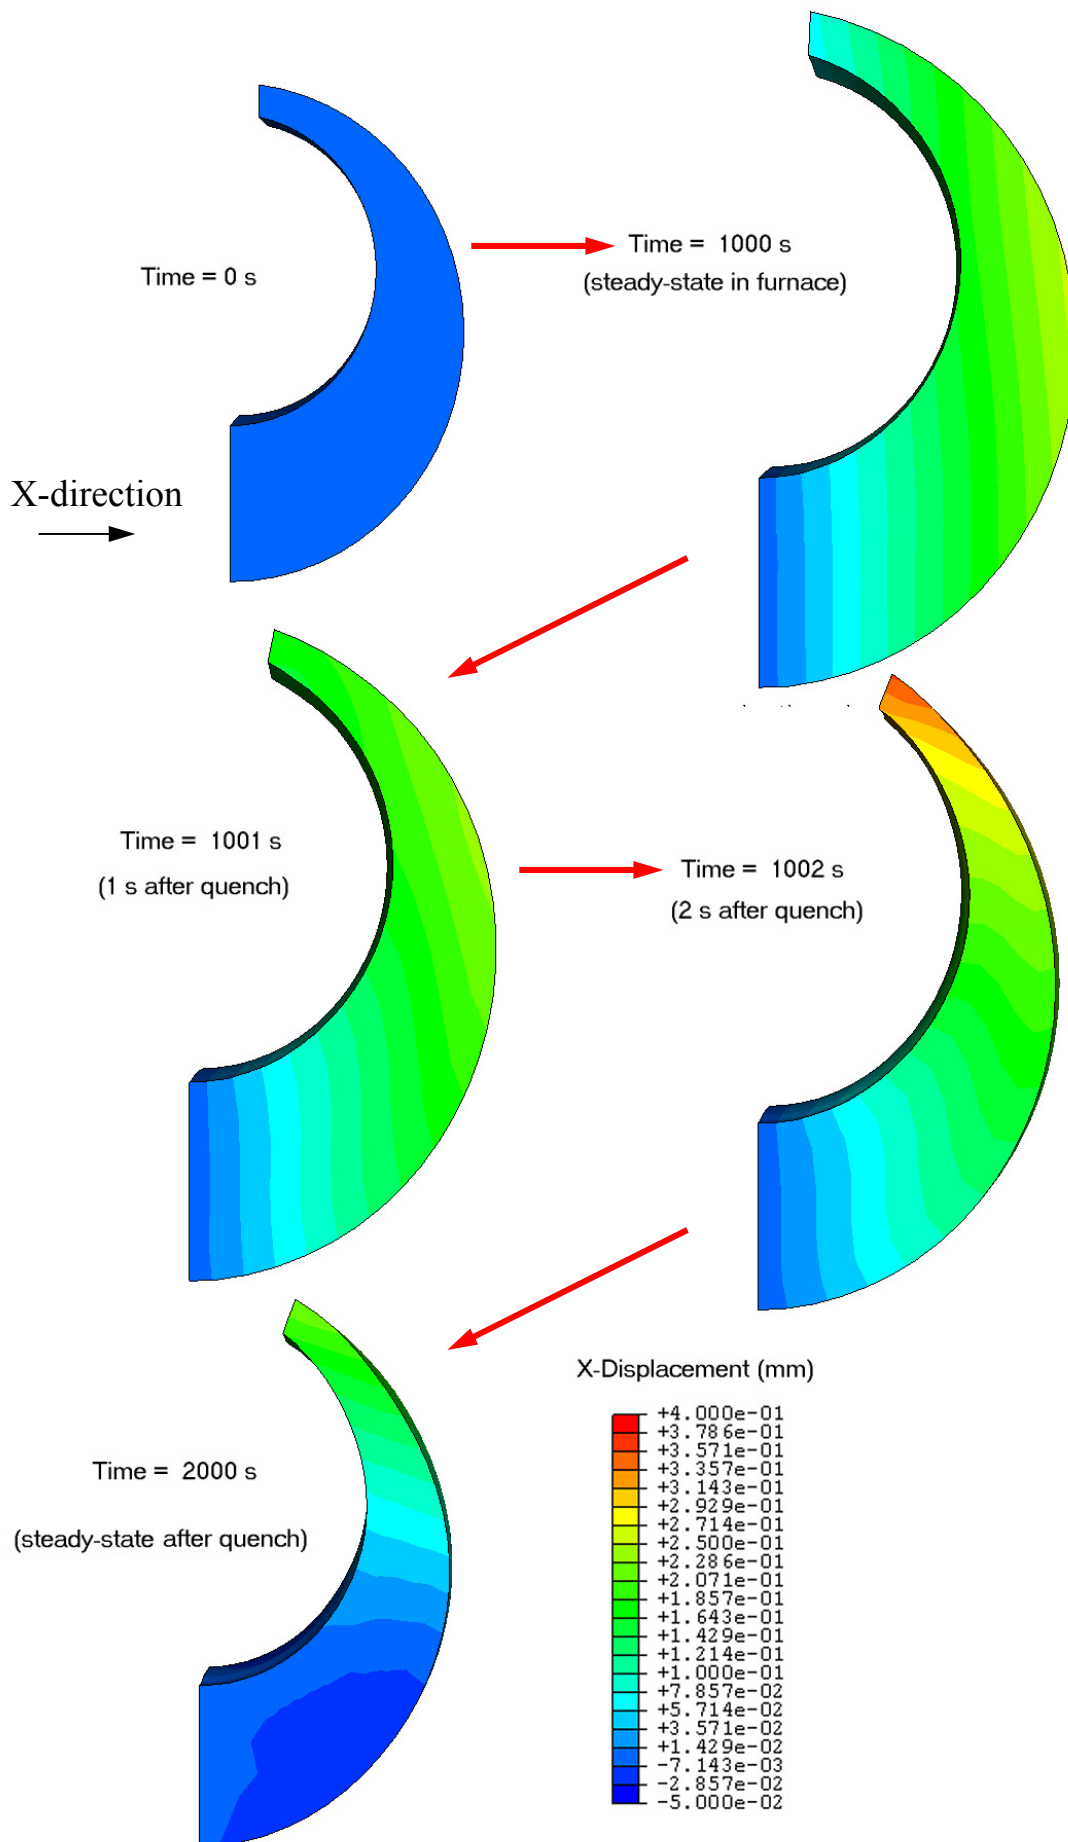 Time = 0 s
Time = 1000 s
(steady-state in furnace)
X-direction
Time = 1001 s
(1 s after quench)
Time = 1002 s
(2 s after quench)
Time = 2000 s
(steady-state after quench)
X-Displacement (mm)
+4.000e-01
+3.786e-01
+3.571e-01
+3.357e-01
+3.143e-01
+2.929e-01
+2.714e-01
+2.500e-01
+2.286e-01
+2.071e-01
+1.857e-01
+1.643e-01
+1.429e-01
+1.214e-01
+1.000e-01
+7.857e-02
+5.714e-02
+3.571e-02
+1.429e-02
-7.143e-03
-2.857e-02
-5.000e-02